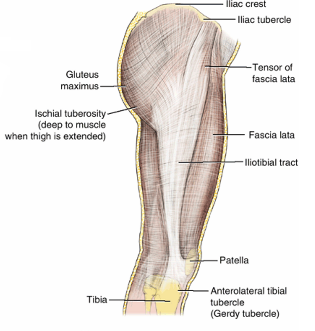 Iliac crest
Iliac tubercle
Gluteus
maximus
Tensor of
fascia lata
Ischial tuberosity
(deep to muscle
when thigh is extended)
Fascia lata
Iliotibial tract
Patella
Anterolateral tibia
tubercle
(Gerdy tubercle)
Tibia